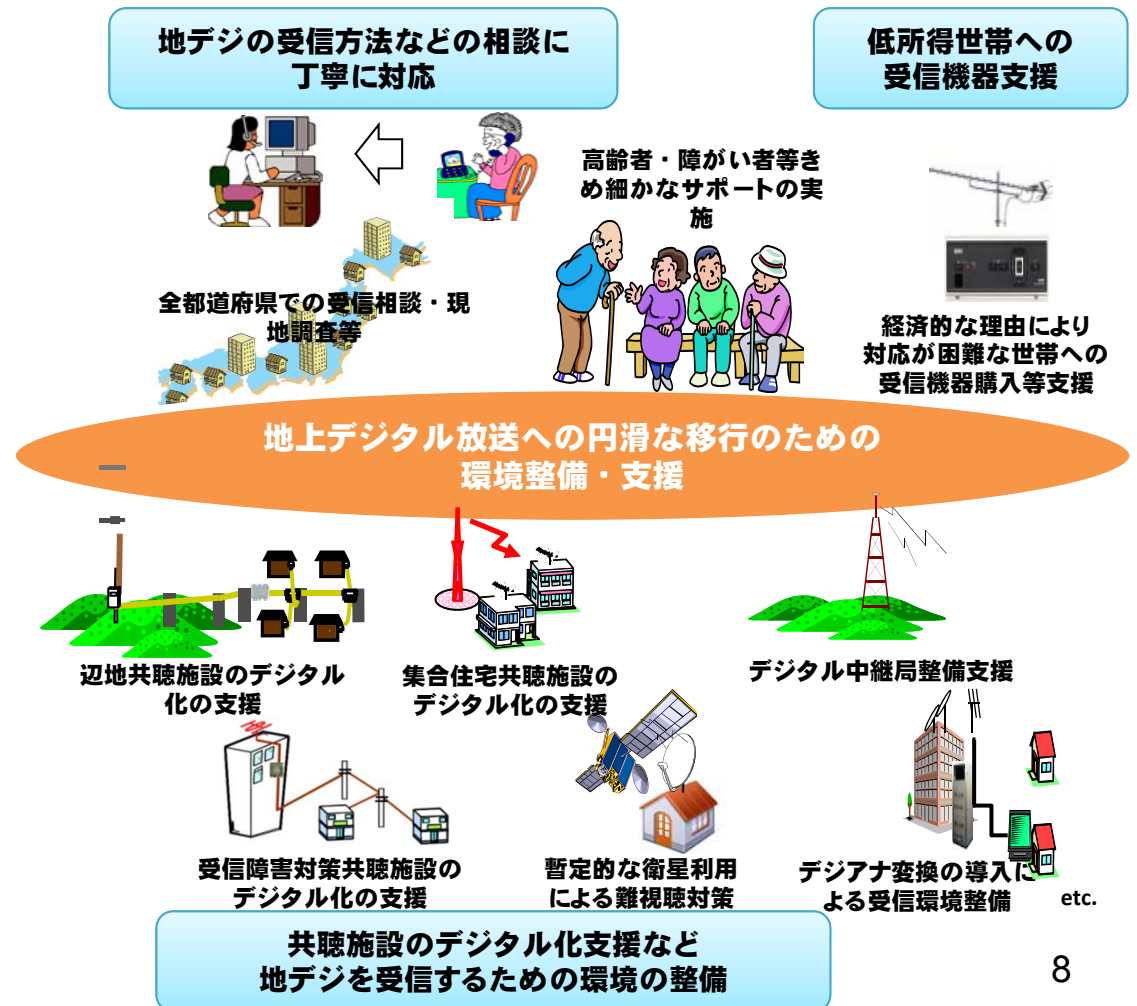 地デジの受信方法などの相談に
丁寧に対応
低所得世帯への
受信機器支援
高齢者・障がい者等き
め細かなサポートの実
施
全都道府県での受信相談・現
地調査等
経済的な理由により
対応が困難な世帯への
受信機器購入等支援
地上デジタル放送への円滑な移行のための
環境整備・支援
辺地共聴施設のデジタル
化の支援
集合住宅共聴施設の
デジタル化の支援
デジタル中継局整備支援
受信障害対策共聴施設の
デジタル化の支援
暫定的な衛星利用
による難視聴対策
デジアナ変換の導入に
よる受信環境整備
etc.
共聴施設のデジタル化支援など
地デジを受信するための環境の整備
8